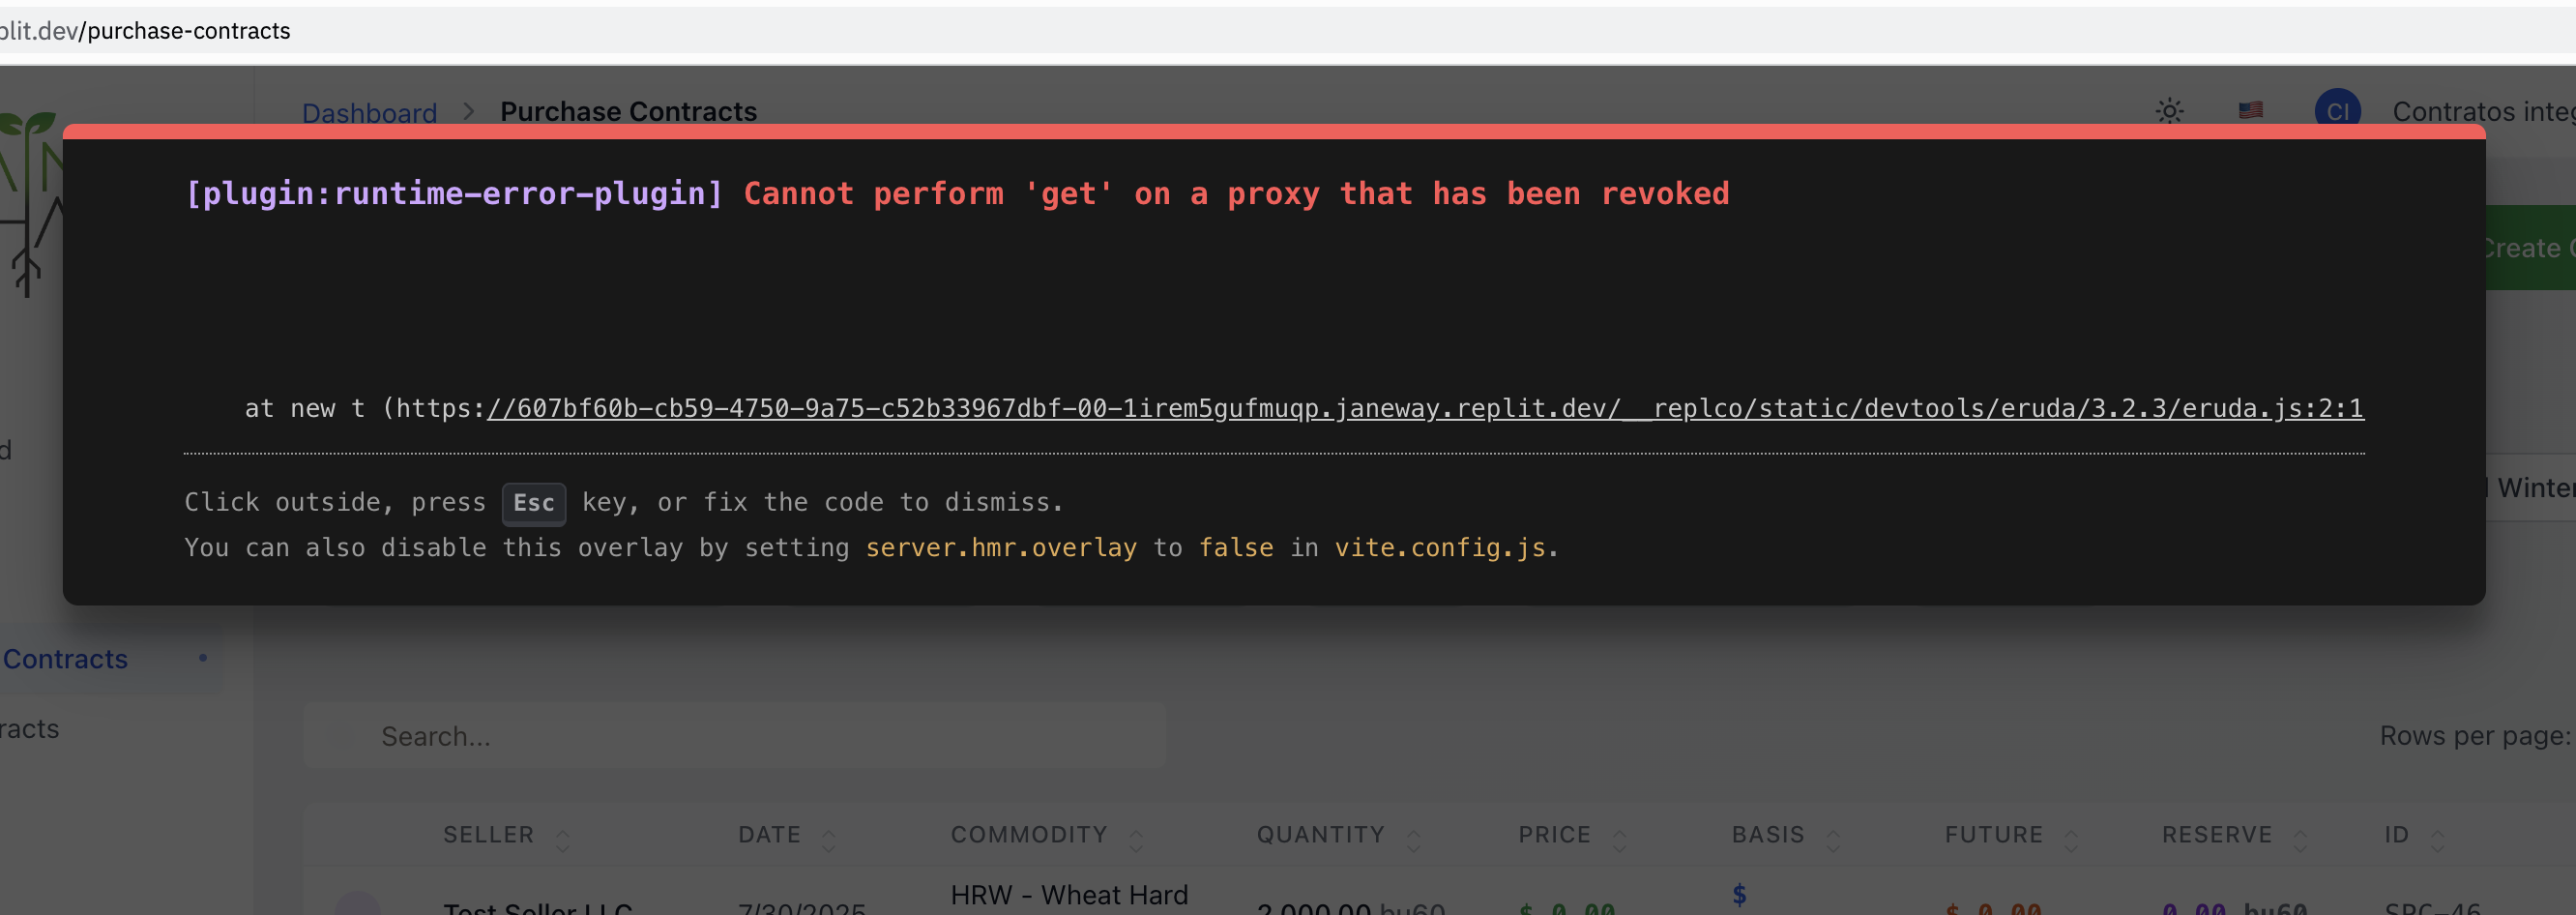 plit.dev/purchase-contracts
Dashboard > Purchase Contracts
CI Contratos integ
[plugin:runtime-error-plugin] Cannot perform 'get' on a proxy that has been revoked
Create C
at new t (https://607bf60b-cb59-4750-9a75-c52b33967dbf-00-1irem5gufmuqp.janeway.replit.dev/__replco/static/devtools/eruda/3.2.3/eruda.js:2:1
d
Click outside, press Esc key, or fix the code to dismiss.
Winter
You can also disable this overlay by setting server.hmr.overlay to false in vite.config.js.
Contracts
racts
Search...
Rows per page:
SELLER DATE COMMODITY QUANTITY PRICE BASIS FUTURE RESERVE ID
HRW - Wheat Hard
$
Test Seller LLC 7/30/2025 2,000.00 bu60 $ 0.00 $ 0.00 0.00 bu60 SPC-46